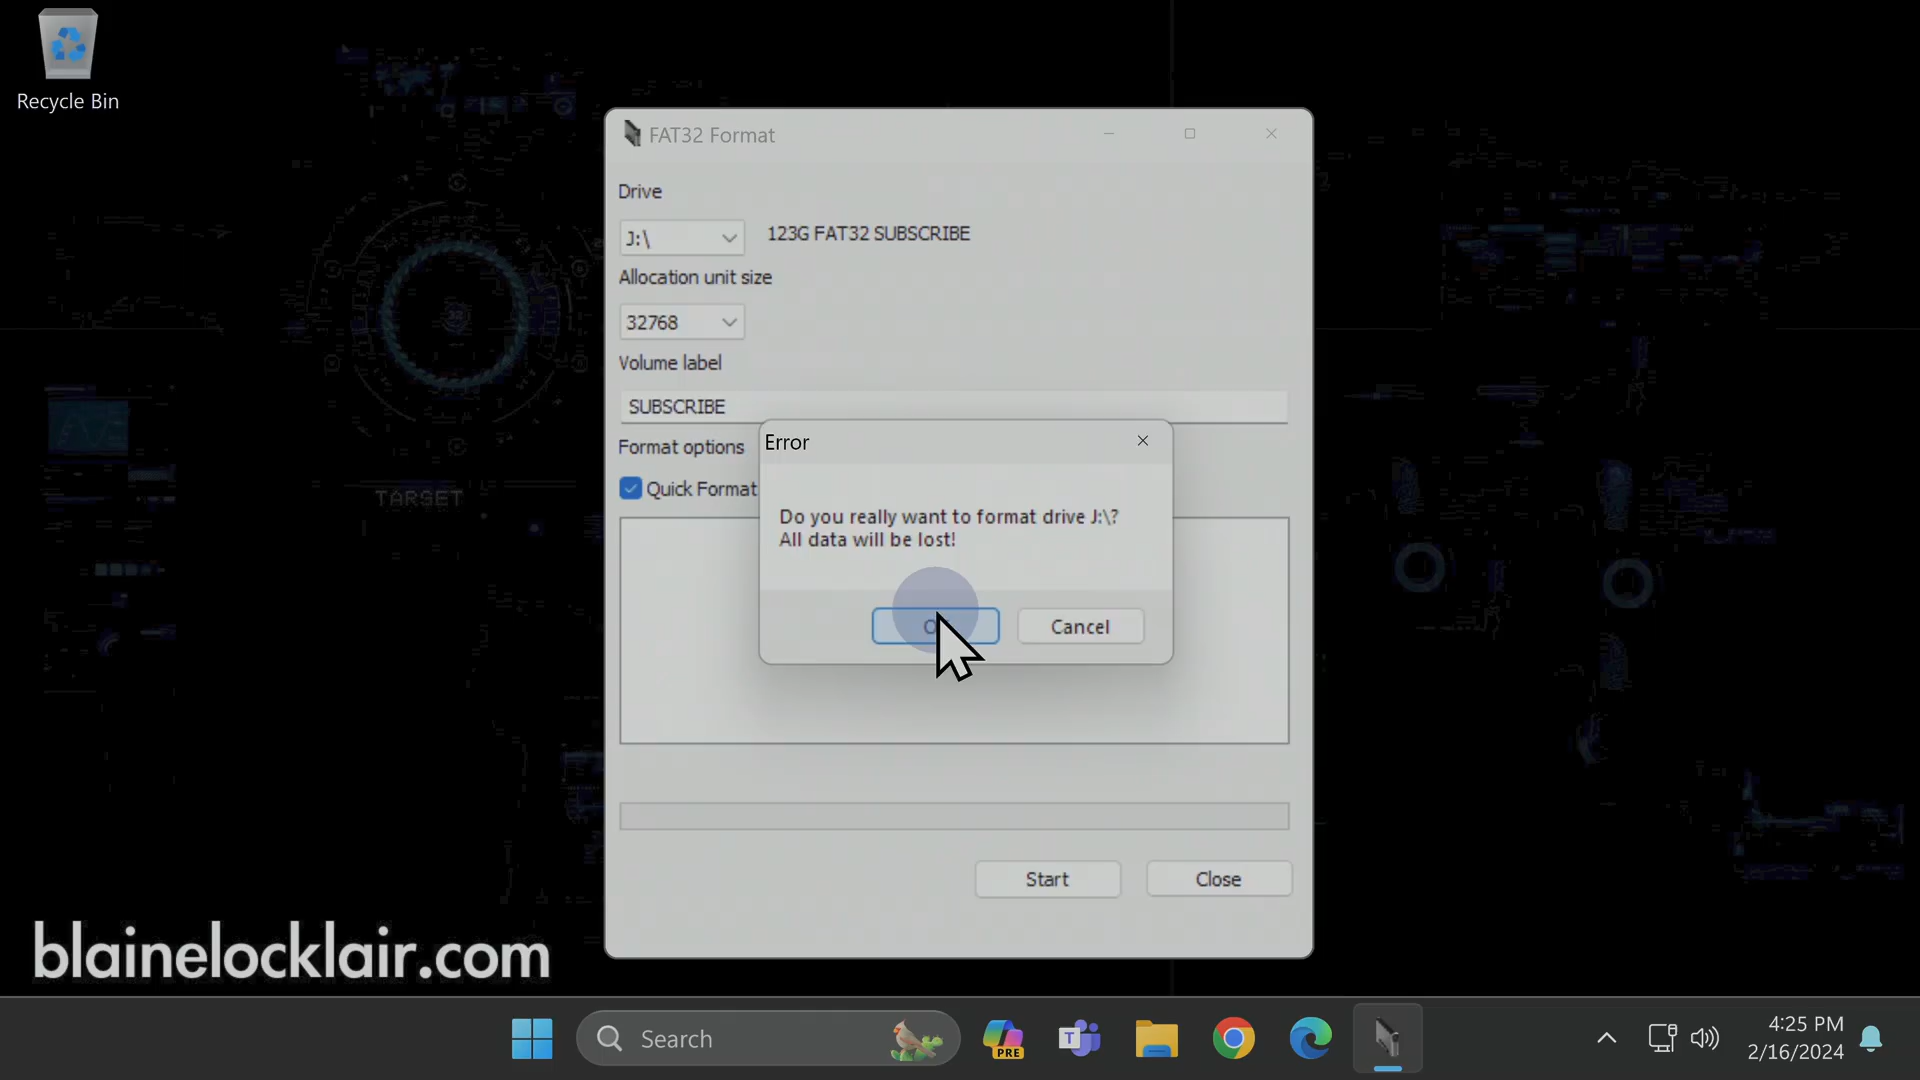 Recycle Bin
FAT32 Format
Drive
J:\
123G FAT32 SUBSCRIBE
Allocation unit size
32768
Volume label
SUBSCRIBE
Format options
Quick Format
Error
Do you really want to format drive J:\?
All data will be lost!
Cancel
Start
Close
TARGET
32
blainelocklair.com
Search
PRE
T
4:25 PM
2/16/2024